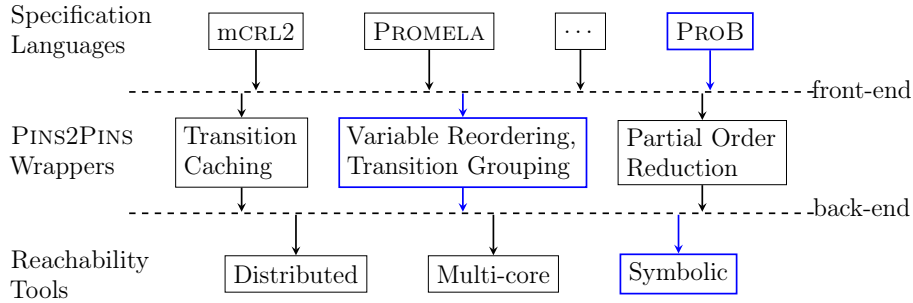 Specification
Languages
mCRL2
Promela
···
ProB
front-end
Pins2Pins
Wrappers
Transition
Caching
Variable Reordering,
Transition Grouping
Partial Order
Reduction
back-end
Reachability
Tools
Distributed
Multi-core
Symbolic